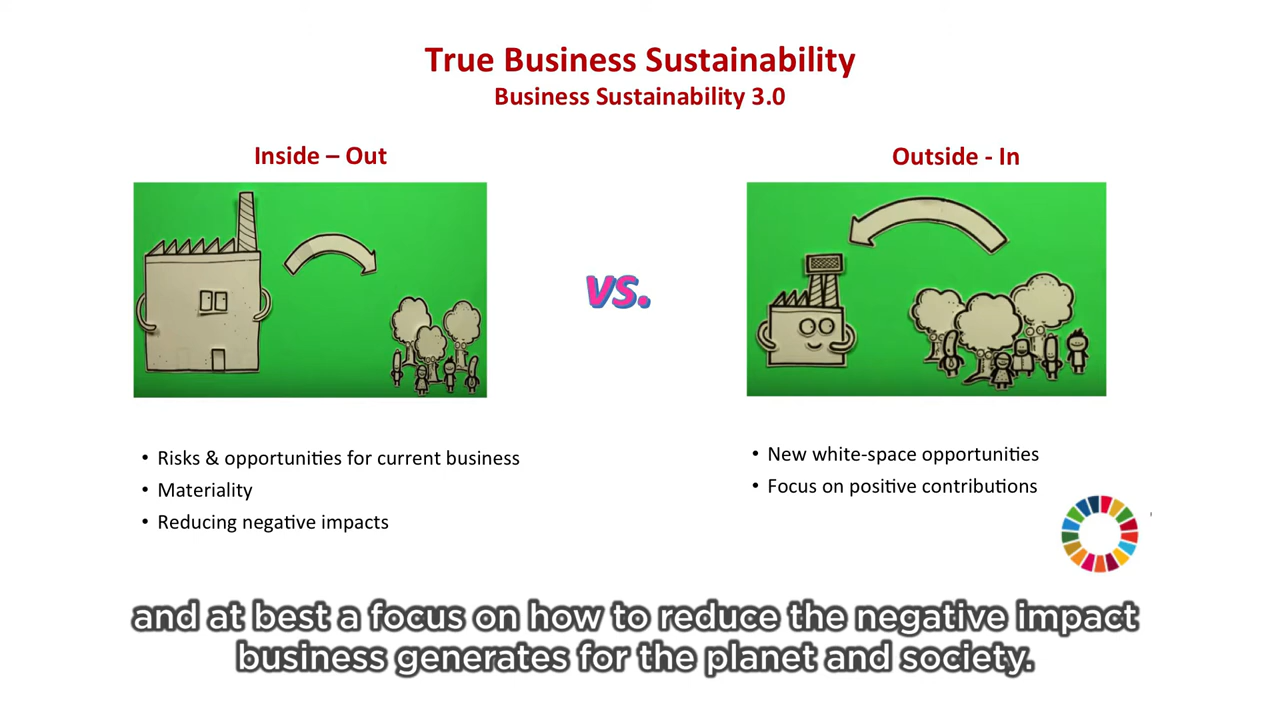 True Business Sustainability
Business Sustainability 3.0
Inside – Out
Outside - In
vs.
• Risks & opportunities for current business
• Materiality
• Reducing negative impacts
• New white-space opportunities
• Focus on positive contributions
and at best a focus on how to reduce the negative impact
business generates for the planet and society.